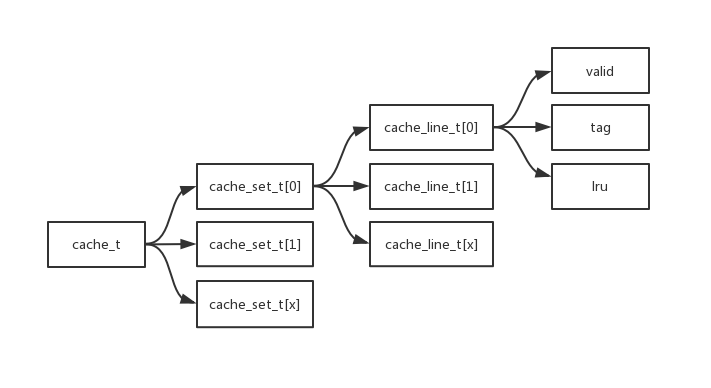 cache_t
cache_set_t[0]
cache_set_t[1]
cache_set_t[x]
cache_line_t[0]
cache_line_t[1]
cache_line_t[x]
valid
tag
lru